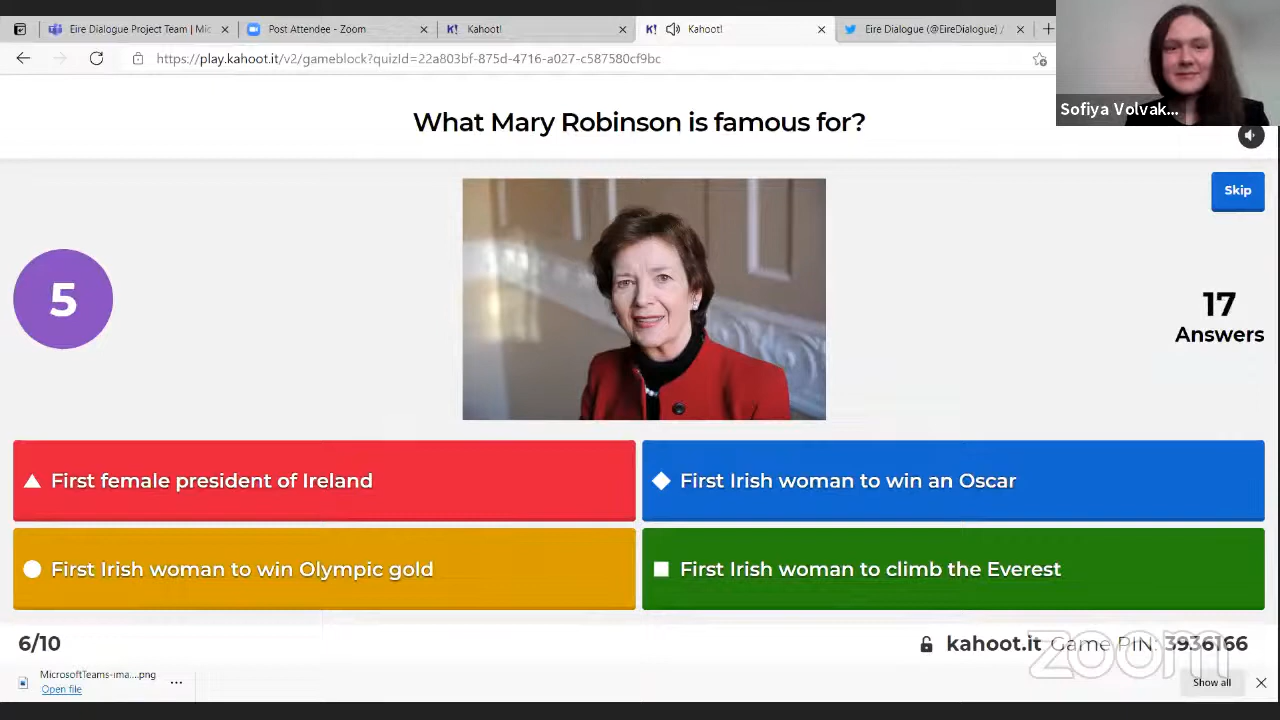 Eire Dialogue Project Team | Mic
Post Attendee - Zoom
K! Kahoot!
K! Kahoot!
Eire Dialogue (@EireDialogue) /
https://play.kahoot.it/v2/gameblock?quizId=22a803bf-875d-4716-a027-c587580cf9bc
Sofiya Volvak...
What Mary Robinson is famous for?
Skip
5
17
Answers
First female president of Ireland
First Irish woman to win an Oscar
First Irish woman to win Olympic gold
First Irish woman to climb the Everest
6/10
kahoot.it Game PIN: 3936166
zoom
MicrosoftTeams-ima....png
Open file
Show all